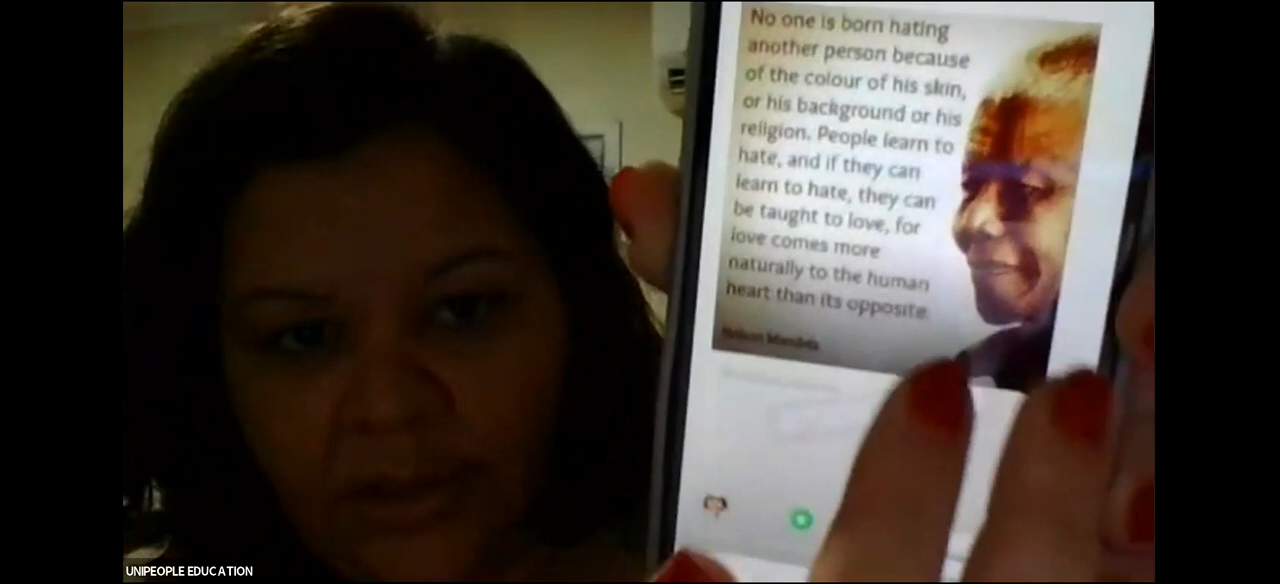 No one is born hating
another person because
of the colour of his skin,
or his background or his
religion. People learn to
hate, and if they can
learn to hate, they can
be taught to love, for
love comes more
naturally to the human
heart than its opposite
Nelson Mandela
UNIPEOPLE EDUCATION